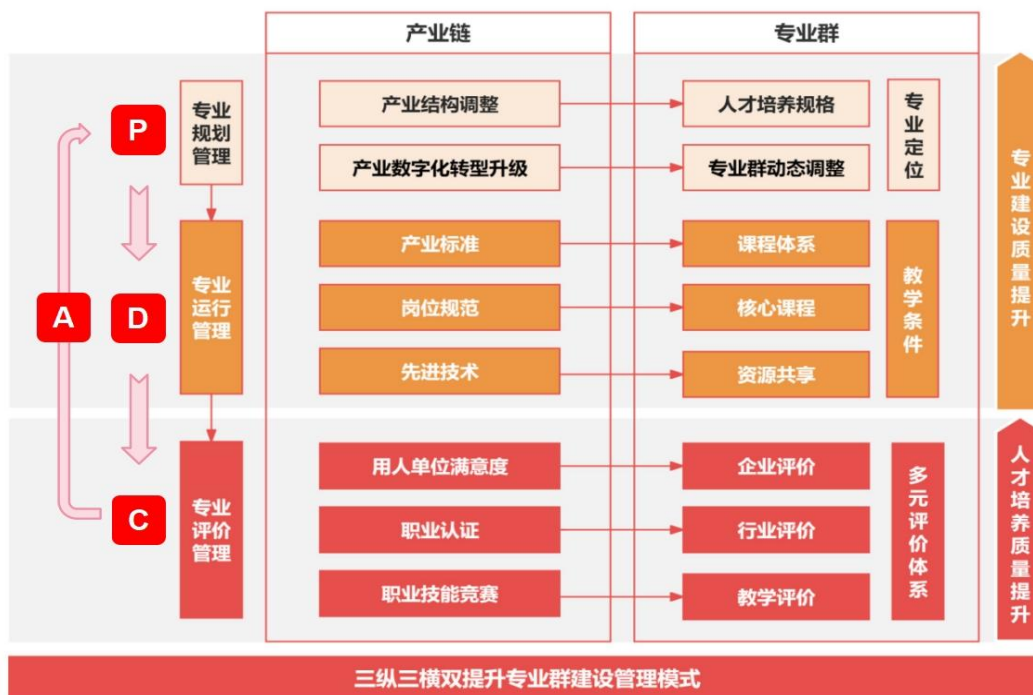 产业链
专业群
P
专业规划管理
产业结构调整
人才培养规格
专业定位
产业数字化转型升级
专业群动态调整
专业建设质量提升
A
D
专业运行管理
产业标准
课程体系
教学条件
岗位规范
核心课程
先进技术
资源共享
C
专业评价管理
用人单位满意度
企业评价
多元评价体系
职业认证
行业评价
职业技能竞赛
教学评价
人才培养质量提升
三纵三横双提升专业群建设管理模式